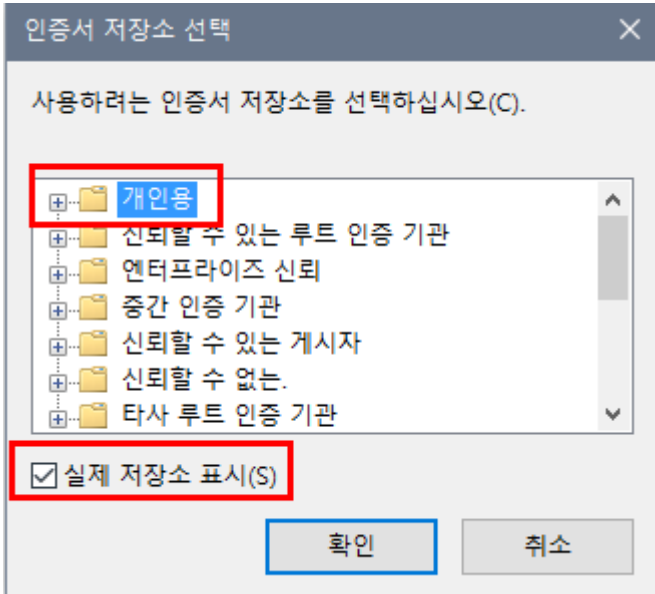 인증서 저장소 선택
사용하려는 인증서 저장소를 선택하십시오(C).
개인용
신뢰할 수 있는 루트 인증 기관
엔터프라이즈 신뢰
중간 인증 기관
신뢰할 수 있는 게시자
신뢰할 수 없는.
타사 루트 인증 기관
실제 저장소 표시(S)
확인 취소